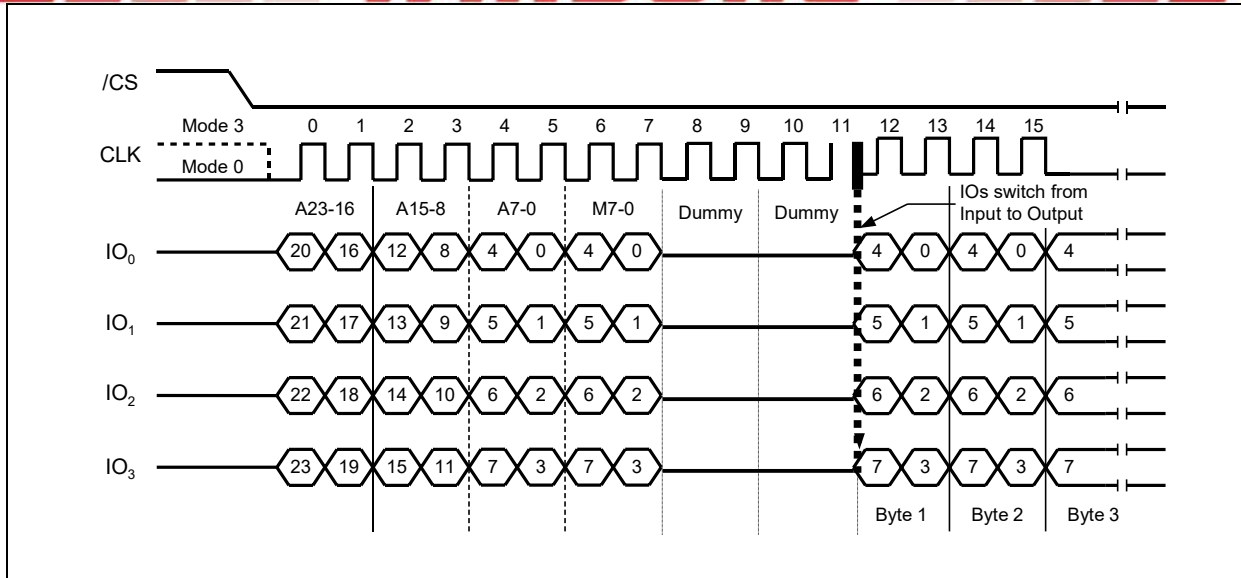 /CS
Mode 3 0 1 2 3 4 5 6 7 8 9 10 11 12 13 14 15
CLK
Mode 0
IOs switch from
Input to Output
A23-16 A15-8 A7-0 M7-0 Dummy Dummy
IO0 20 16 12 8 4 0 4 0 4 0 4 0 4
IO1 21 17 13 9 5 1 5 1 5 1 5 1 5
IO2 22 18 14 10 6 2 6 2 6 2 6 2 6
IO3 23 19 15 11 7 3 7 3 7 3 7 3 7
Byte 1 Byte 2 Byte 3